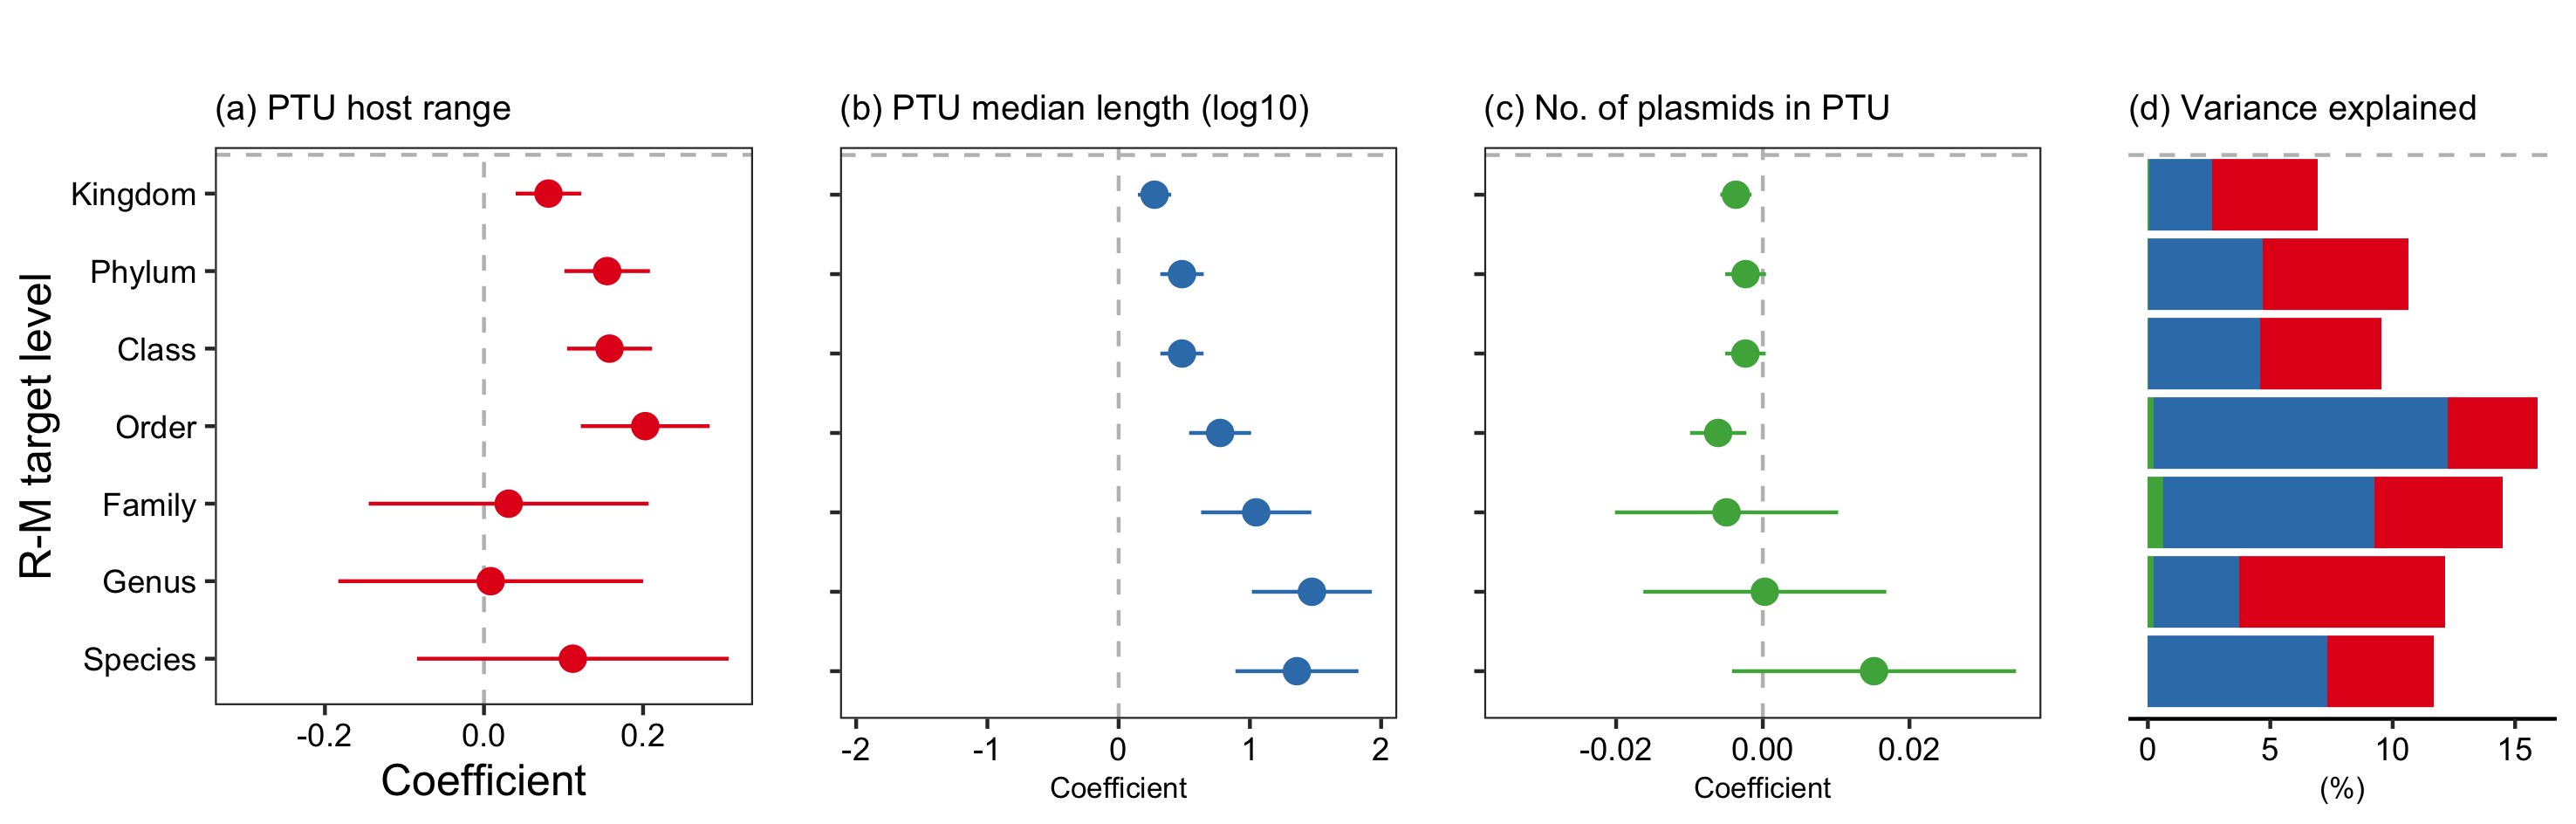 (a) PTU host range
(b) PTU median length (log10)
(c) No. of plasmids in PTU
(d) Variance explained
R-M target level
Kingdom
Phylum
Class
Order
Family
Genus
Species
-0.2 0.0 0.2
Coefficient
-2 -1 0 1 2
Coefficient
-0.02 0.00 0.02
Coefficient
0 5 10 15
(%)